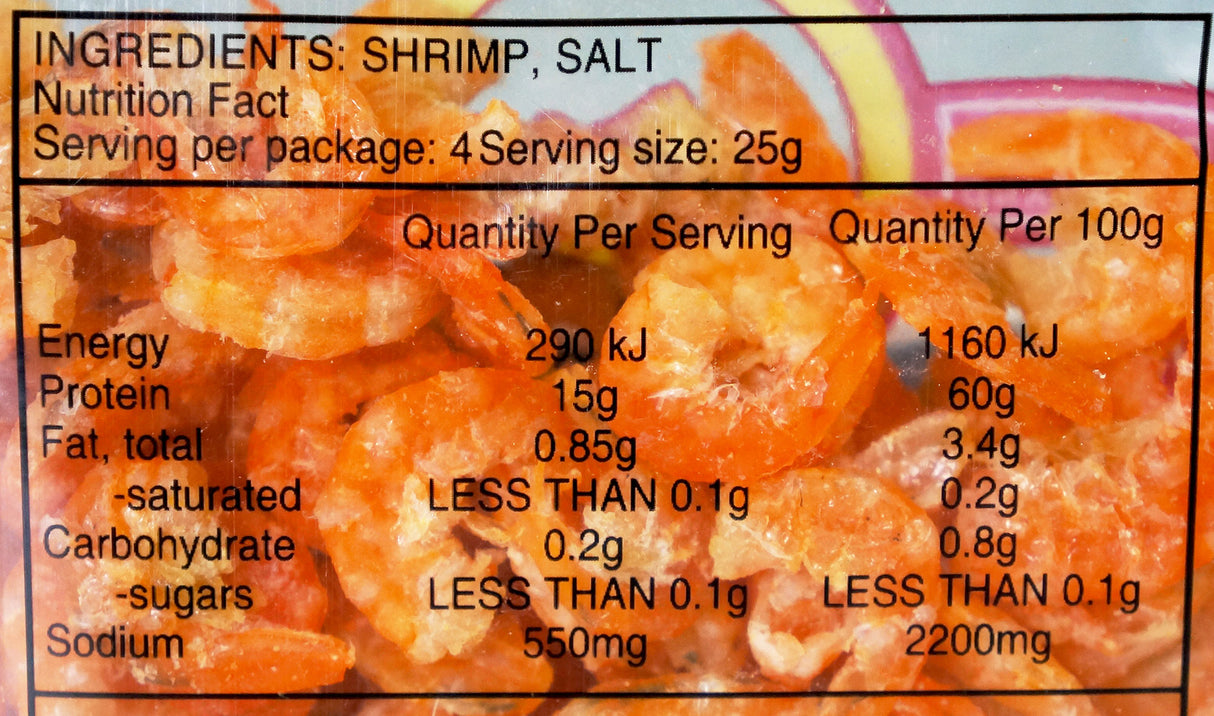 INGREDIENTS: SHRIMP, SALT
Nutrition Fact
Serving per package: 4 Serving size: 25g
Quantity Per Serving Quantity Per 100g
Energy 290 kJ 1160 kJ
Protein 15g 60g
Fat, total 0.85g 3.4g
-saturated LESS THAN 0.1g 0.2g
Carbohydrate 0.2g 0.8g
-sugars LESS THAN 0.1g LESS THAN 0.1g
Sodium 550mg 2200mg